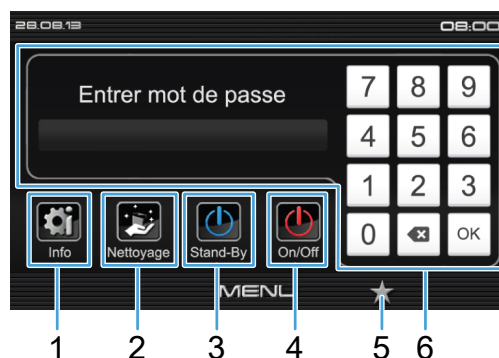 28.08.13 08:00
Entrer mot de passe
7 8 9
4 5 6
1 2 3
0 OK
Info Nettoyage Stand-By On/Off
MENU
1 2 3 4 5 6